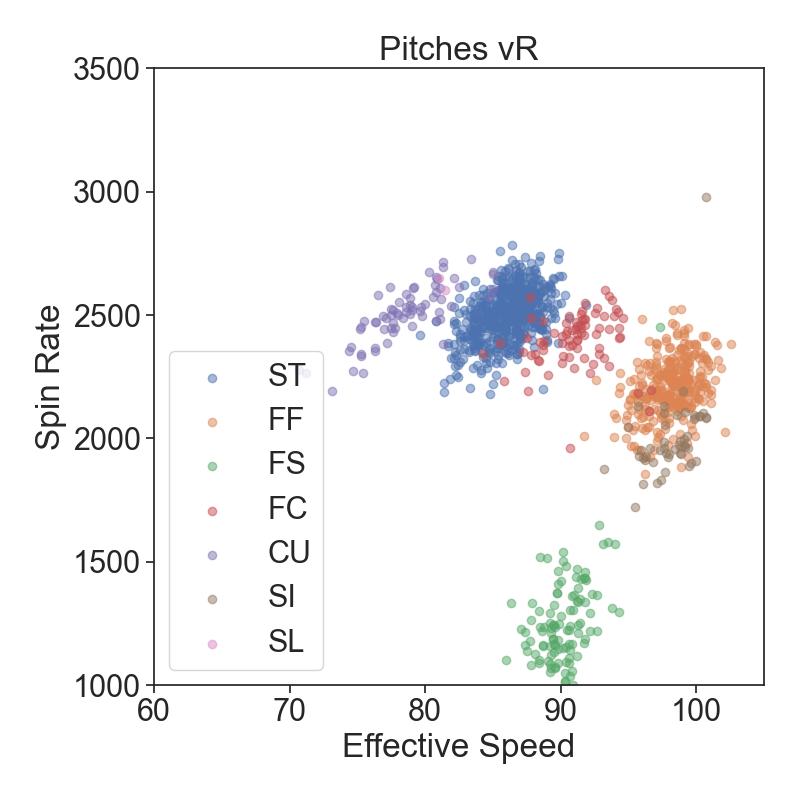 Pitches vR
3500
3000
2500
2000
1500
1000
Spin Rate
ST
FF
FS
FC
CU
SI
SL
60 70 80 90 100
Effective Speed